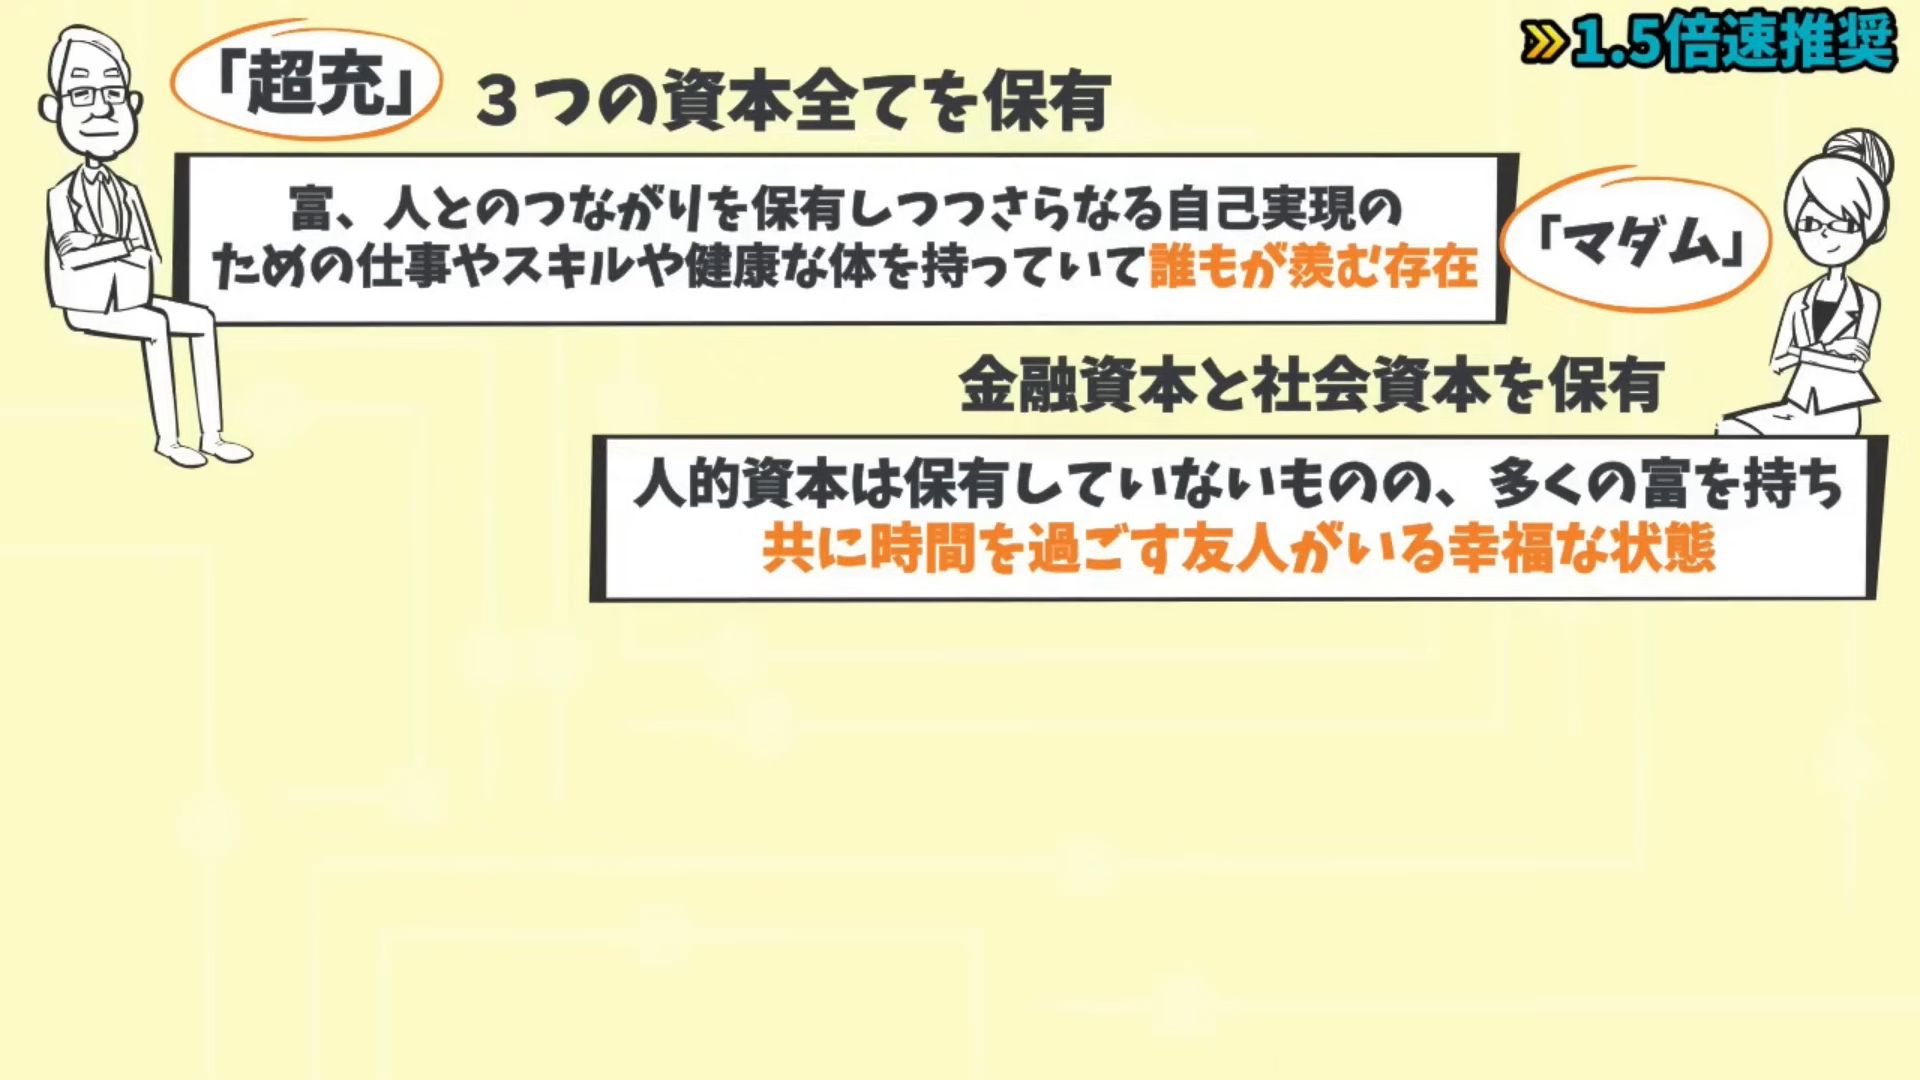 1.5倍速推奨
「超充」
３つの資本全てを保有
富、人とのつながりを保有しつつさらなる自己実現の
ための仕事やスキルや健康な体を持っていて誰もが羨む存在
「マダム」
金融資本と社会資本を保有
人的資本は保有していないものの、多くの富を持ち
共に時間を過ごす友人がいる幸福な状態